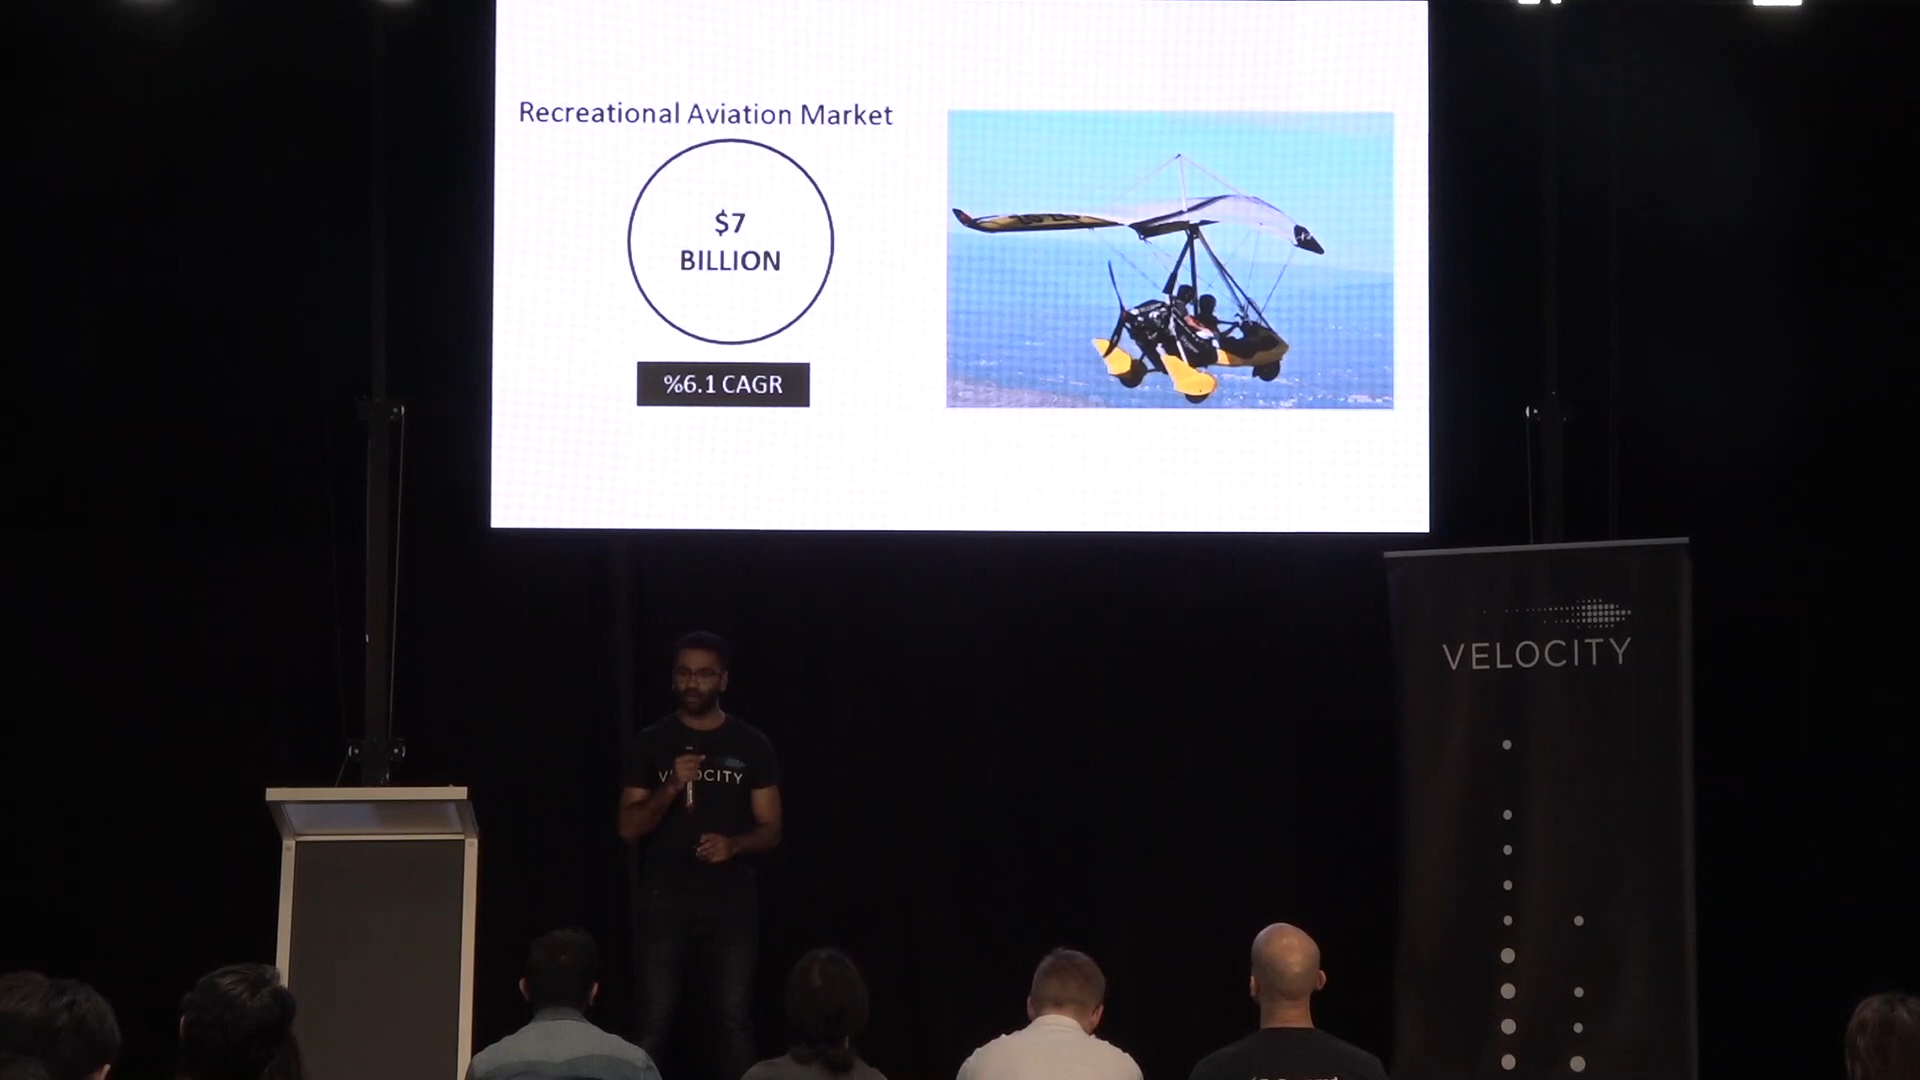 Recreational Aviation Market
$7
BILLION
%6.1 CAGR
VELOCITY